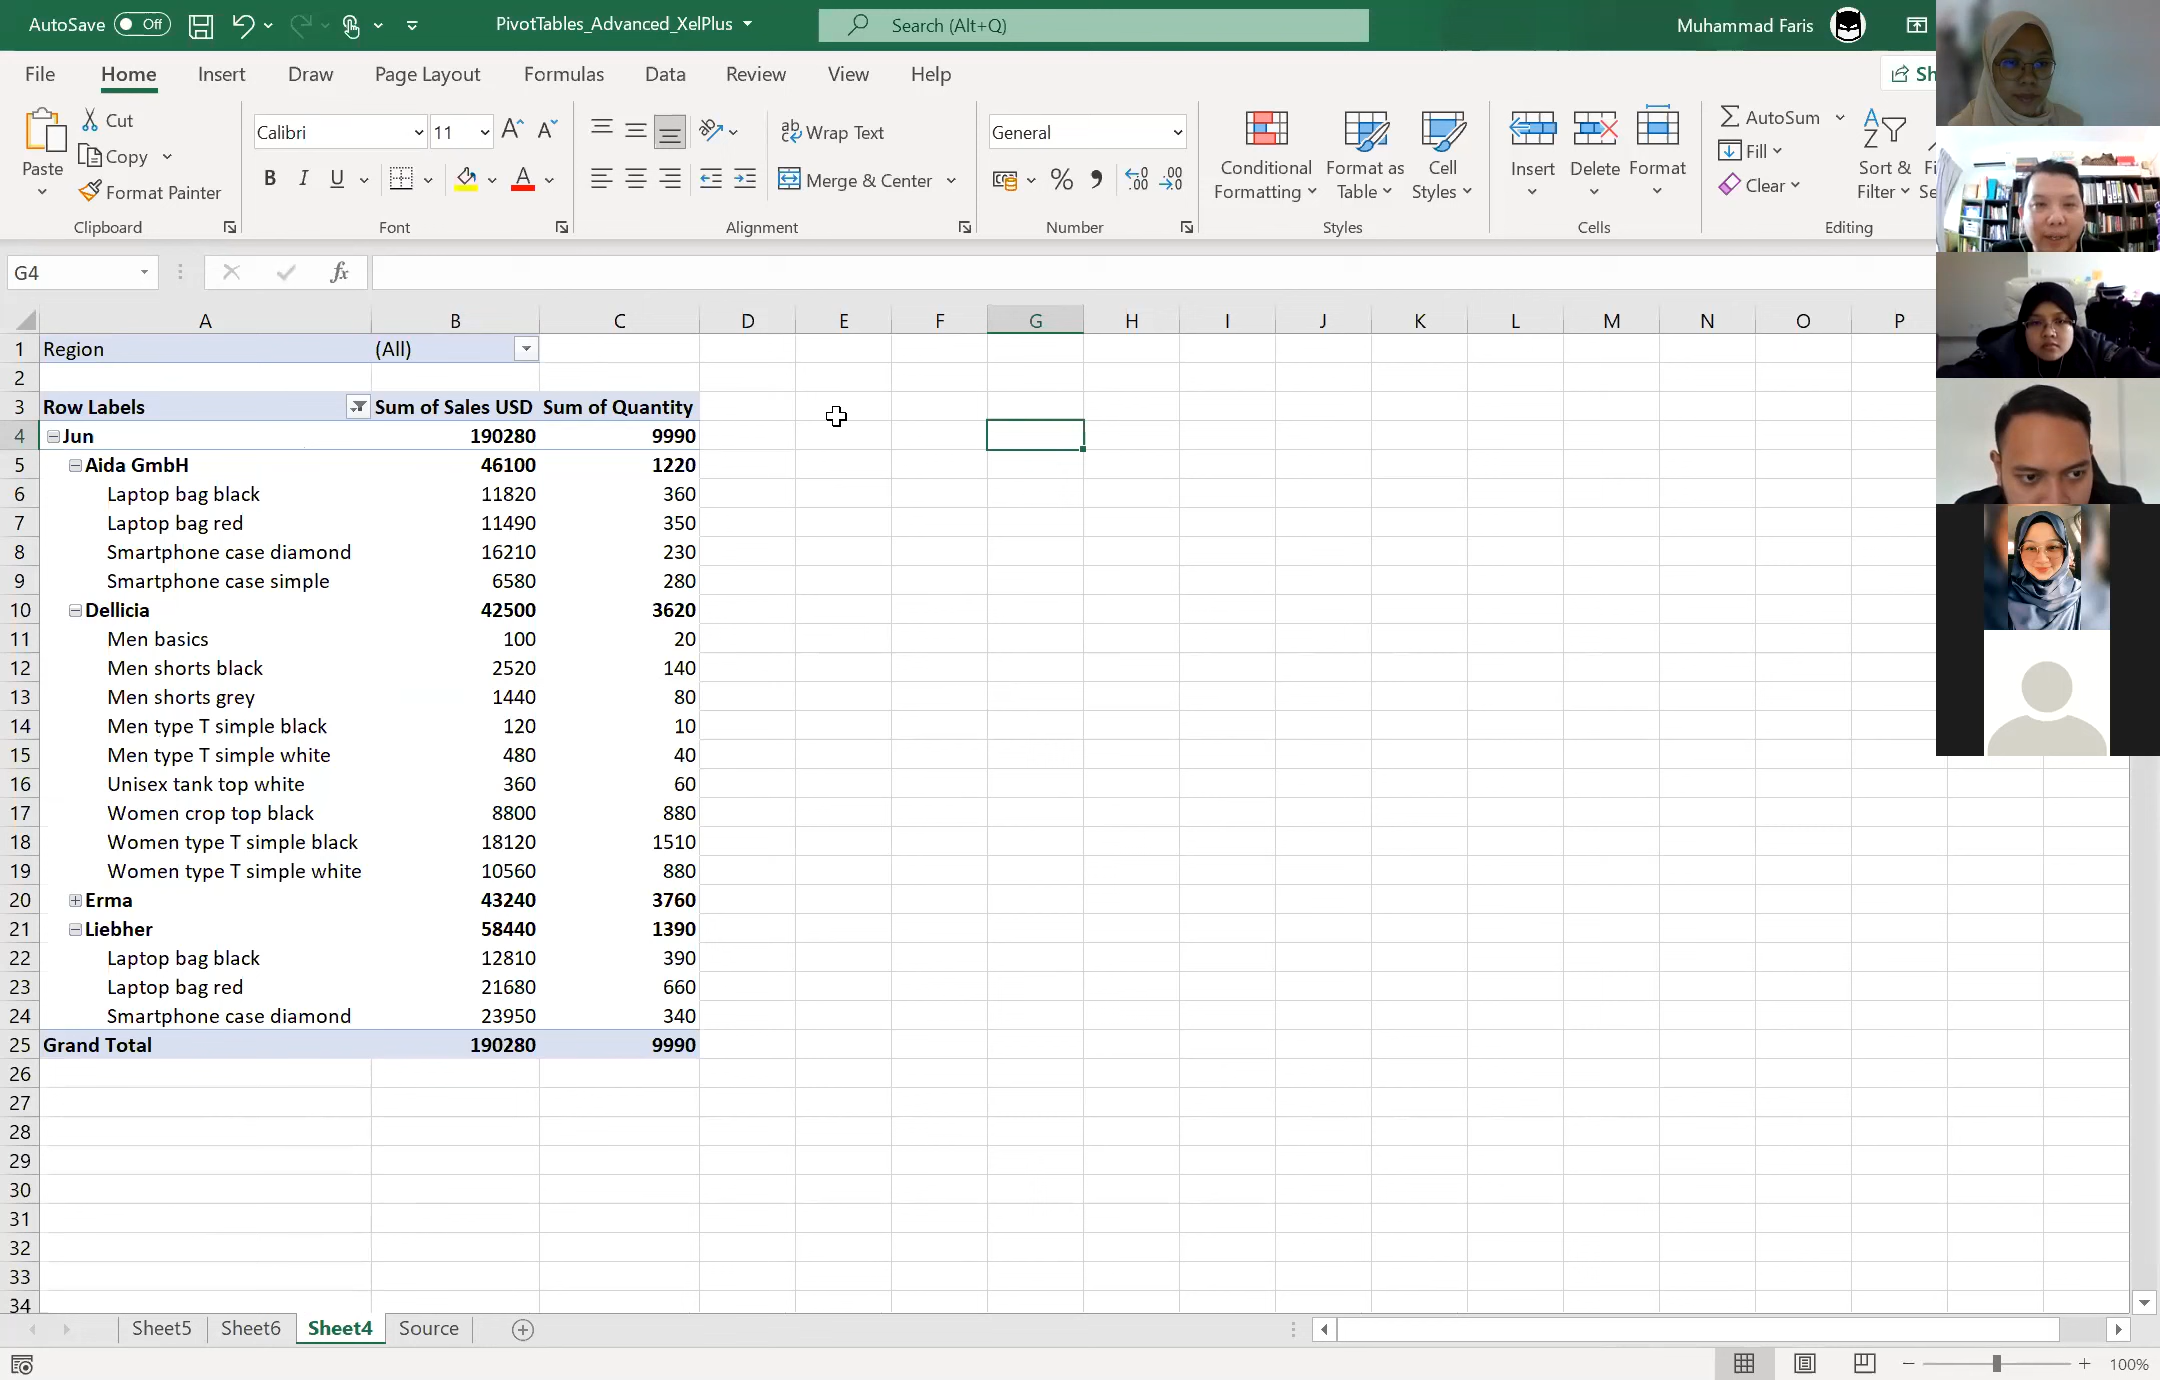 AutoSave Off PivotTables_Advanced_XelPlus Search (Alt+Q) Muhammad Faris
File Home Insert Draw Page Layout Formulas Data Review View Help Sh
Paste
Cut
Copy
Format Painter
Clipboard
Calibri 11
B I U A
Font
ab Wrap Text
Merge & Center
Alignment
General
% 9 .00 .00
Number
Conditional Formatting
Format as Table
Cell Styles
Styles
Insert Delete Format
Cells
AutoSum
Fill
Clear
Sort & Filter
Editing
G4 fx
A B C D E F G H I J K L M N O P
1 Region (All)
2
3 Row Labels Sum of Sales USD Sum of Quantity
4 Jun 190280 9990
5 Aida GmbH 46100 1220
6 Laptop bag black 11820 360
7 Laptop bag red 11490 350
8 Smartphone case diamond 16210 230
9 Smartphone case simple 6580 280
10 Dellicia 42500 3620
11 Men basics 100 20
12 Men shorts black 2520 140
13 Men shorts grey 1440 80
14 Men type T simple black 120 10
15 Men type T simple white 480 40
16 Unisex tank top white 360 60
17 Women crop top black 8800 880
18 Women type T simple black 18120 1510
19 Women type T simple white 10560 880
20 Erma 43240 3760
21 Liebher 58440 1390
22 Laptop bag black 12810 390
23 Laptop bag red 21680 660
24 Smartphone case diamond 23950 340
25 Grand Total 190280 9990
26
27
28
29
30
31
32
33
34
Sheet5 Sheet6 Sheet4 Source
100%